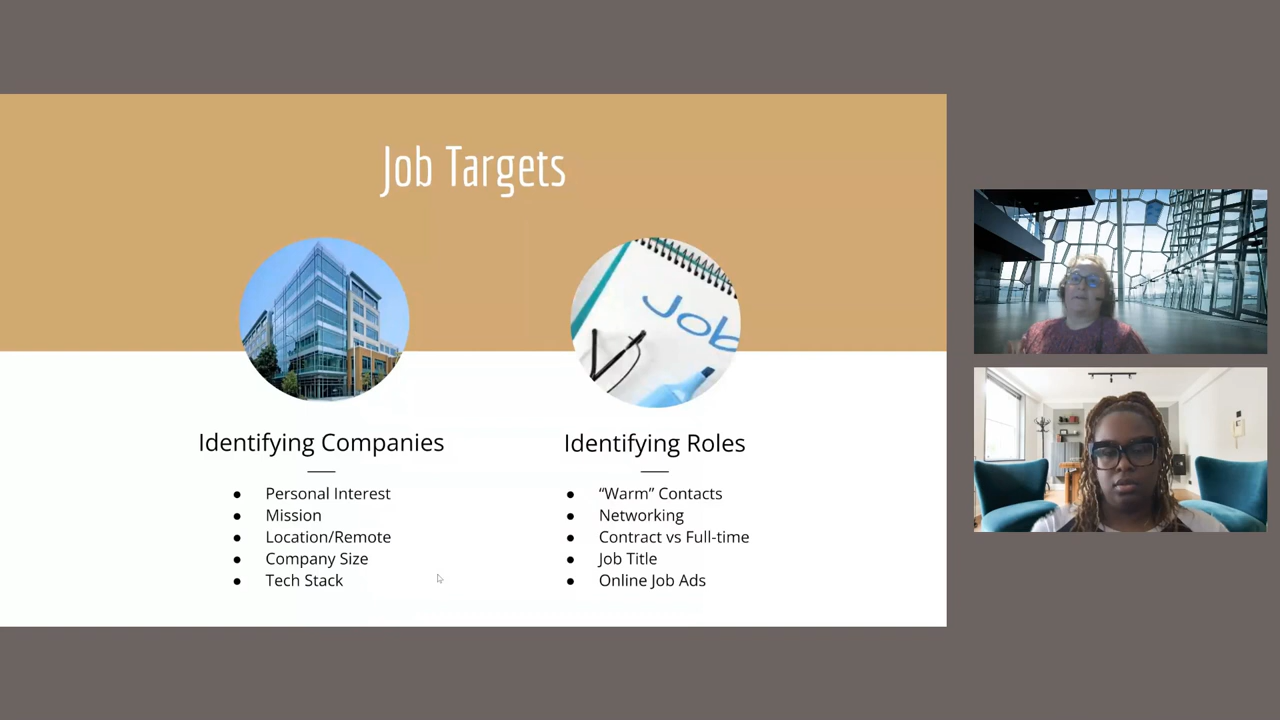 Job Targets
Job
Identifying Companies
Identifying Roles
● Personal Interest
● Mission
● Location/Remote
● Company Size
● Tech Stack
● “Warm” Contacts
● Networking
● Contract vs Full-time
● Job Title
● Online Job Ads